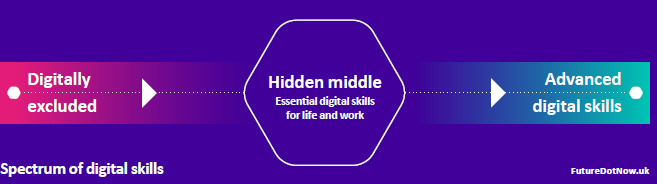 Digitally
excluded
Hidden middle
Essential digital skills
for life and work
Advanced
digital skills
Spectrum of digital skills
FutureDotNow.uk